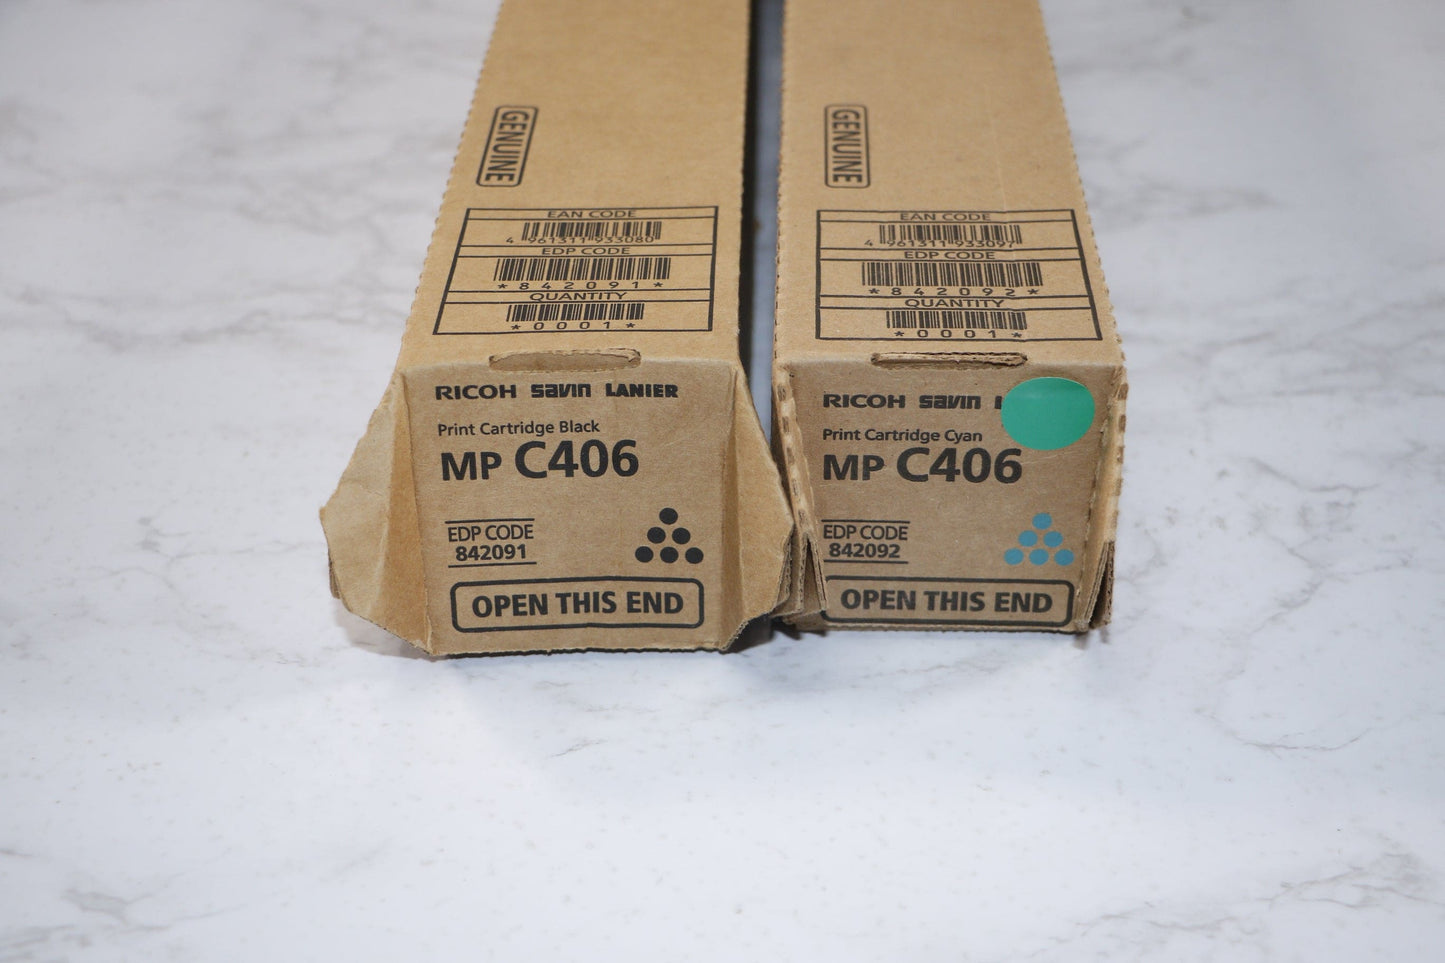 GENUINE
EAN CODE
4 961311 933080
EDP CODE
*842091*
QUANTITY
*0001*
RICOH savin LANIER
Print Cartridge Black
MP C406
EDP CODE
842091
OPEN THIS END
GENUINE
EAN CODE
4 961311 933097
EDP CODE
*842092*
QUANTITY
*0001*
RICOH savin
Print Cartridge Cyan
MP C406
EDP CODE
842092
OPEN THIS END